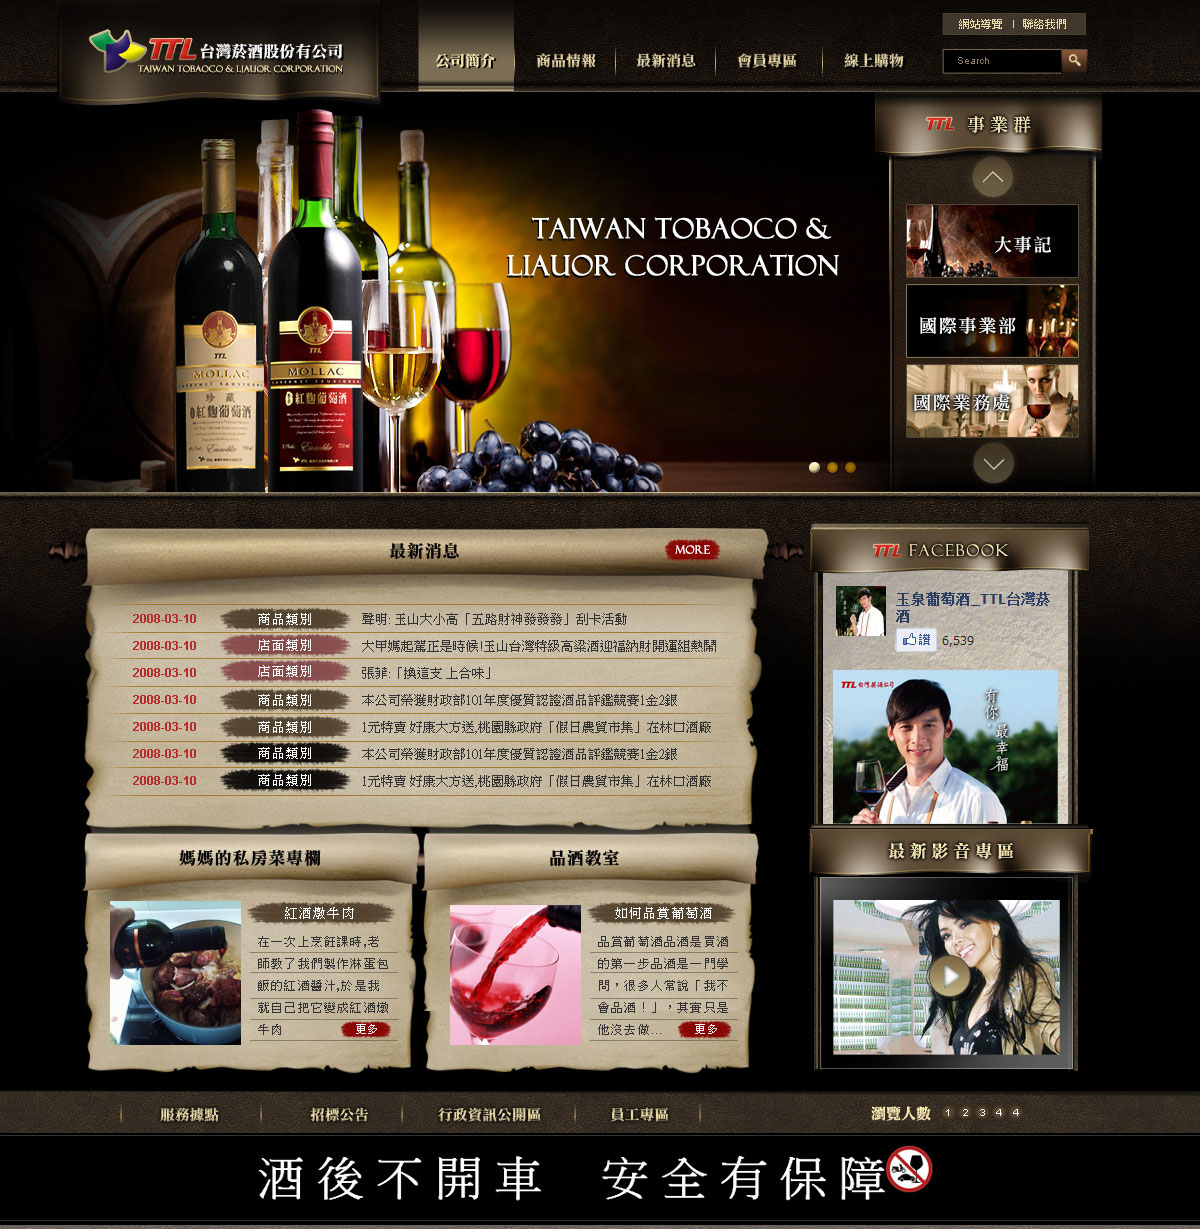 網站導覽 | 聯絡我們
TTL 台灣菸酒股份有限公司
TAIWAN TOBAOCO & LIAUOR CORPORATION
公司簡介
商品情報
最新消息
會員專區
線上購物
Search
TTL 事業群
TAIWAN TOBAOCO &
LIAUOR CORPORATION
大事記
國際事業部
國際業務處
TTL
MOLLAC
CABERNET SAUVIGNON
珍藏
紅麴葡萄酒
TTL
MOLLAC
CABERNET SAUVIGNON
紅麴葡萄酒
最新消息
MORE
2008-03-10 商品類別 聲明: 玉山大小高「五路財神發發發」刮卡活動
2008-03-10 店面類別 大甲媽起駕正是時候!玉山台灣特級高粱酒迎福納財開運組熱鬧
2008-03-10 店面類別 張菲:「換這支 上合味」
2008-03-10 商品類別 本公司榮獲財政部101年度優質認證酒品評鑑競賽1金2銀
2008-03-10 商品類別 1元特賣 好康大方送,桃園縣政府「假日農貿市集」在林口酒廠
2008-03-10 商品類別 本公司榮獲財政部101年度優質認證酒品評鑑競賽1金2銀
2008-03-10 商品類別 1元特賣 好康大方送,桃園縣政府「假日農貿市集」在林口酒廠
TTL FACEBOOK
玉泉葡萄酒_TTL台灣菸
酒
讚 6,539
TTL 台灣菸酒公司
有你
最幸福
媽媽的私房菜專欄
紅酒燉牛肉
在一次上烹飪課時,老
師教了我們製作淋蛋包
飯的紅酒醬汁,於是我
就自己把它變成紅酒燉
牛肉
更多
品酒教室
如何品賞葡萄酒
品賞葡萄酒品酒是買酒
的第一步品酒是一門學
問，很多人常說「我不
會品酒！」，其實只是
他沒去做...
更多
最新影音專區
服務據點
招標公告
行政資訊公開區
員工專區
瀏覽人數 1 2 3 4 4
酒後不開車 安全有保障